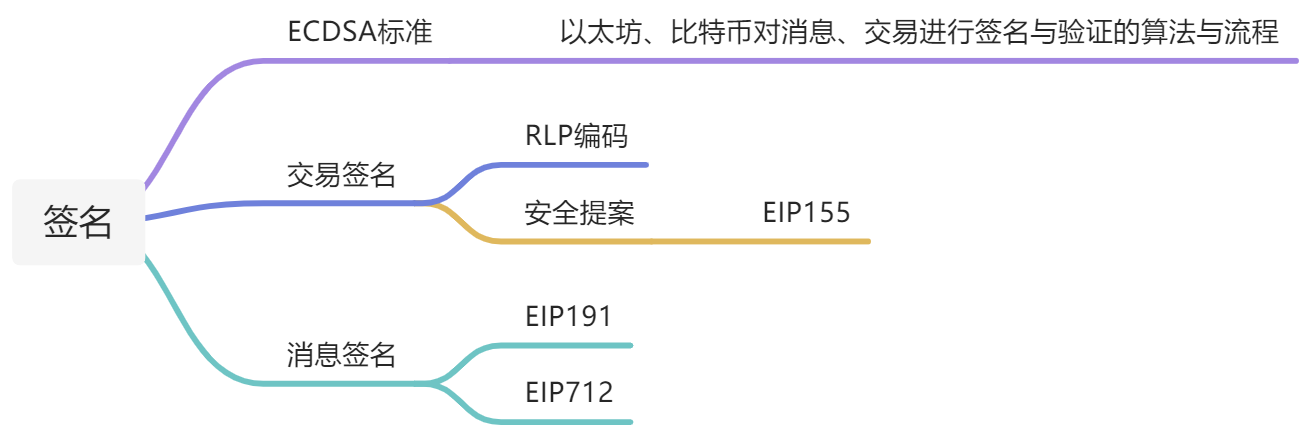 签名
ECDSA标准
以太坊、比特币对消息、交易进行签名与验证的算法与流程
交易签名
RLP编码
安全提案
EIP155
消息签名
EIP191
EIP712